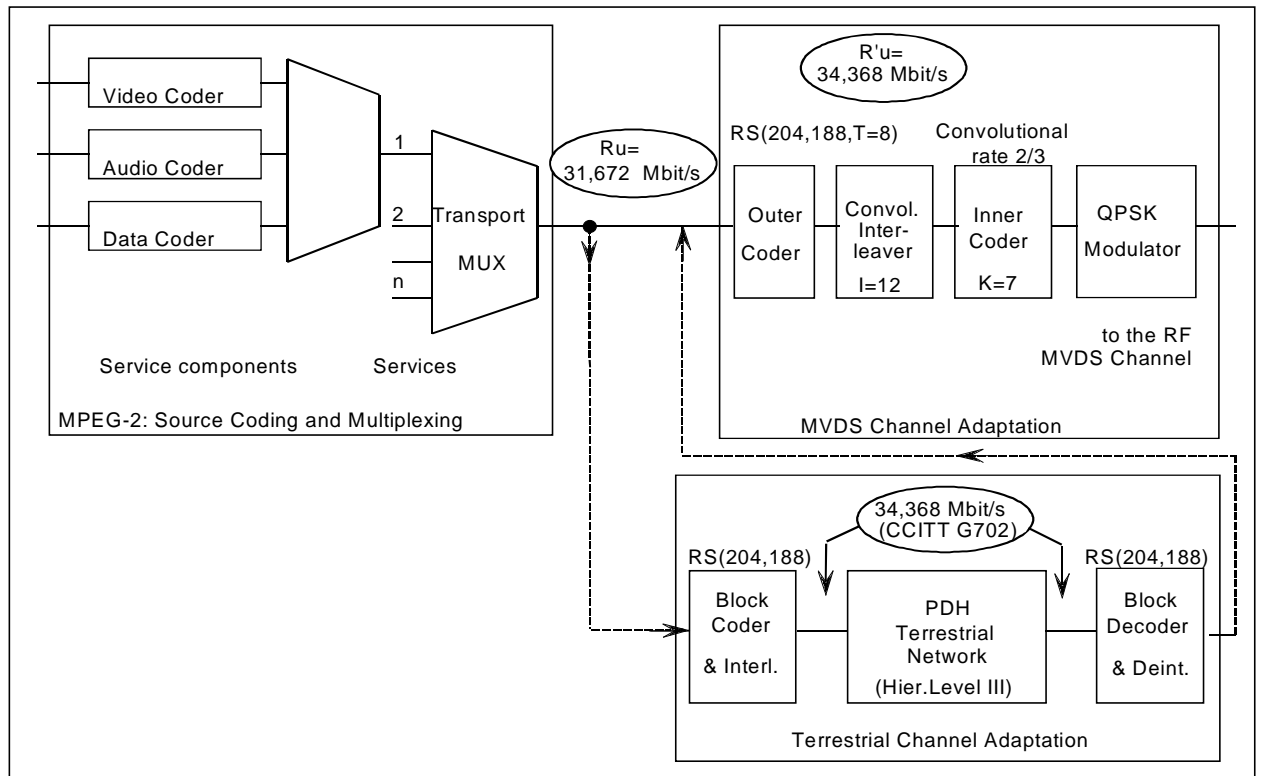 Video Coder
Audio Coder
Data Coder
1
2
n
Transport
MUX
Service components
Services
MPEG-2: Source Coding and Multiplexing
Ru=
31,672 Mbit/s
R'u=
34,368 Mbit/s
RS(204,188,T=8)
Convolutional
rate 2/3
Outer
Coder
Convol.
Inter-
leaver
I=12
Inner
Coder
K=7
QPSK
Modulator
to the RF
MVDS Channel
MVDS Channel Adaptation
34,368 Mbit/s
(CCITT G702)
RS(204,188)
RS(204,188)
Block
Coder
& Interl.
PDH
Terrestrial
Network
(Hier.Level III)
Block
Decoder
& Deint.
Terrestrial Channel Adaptation